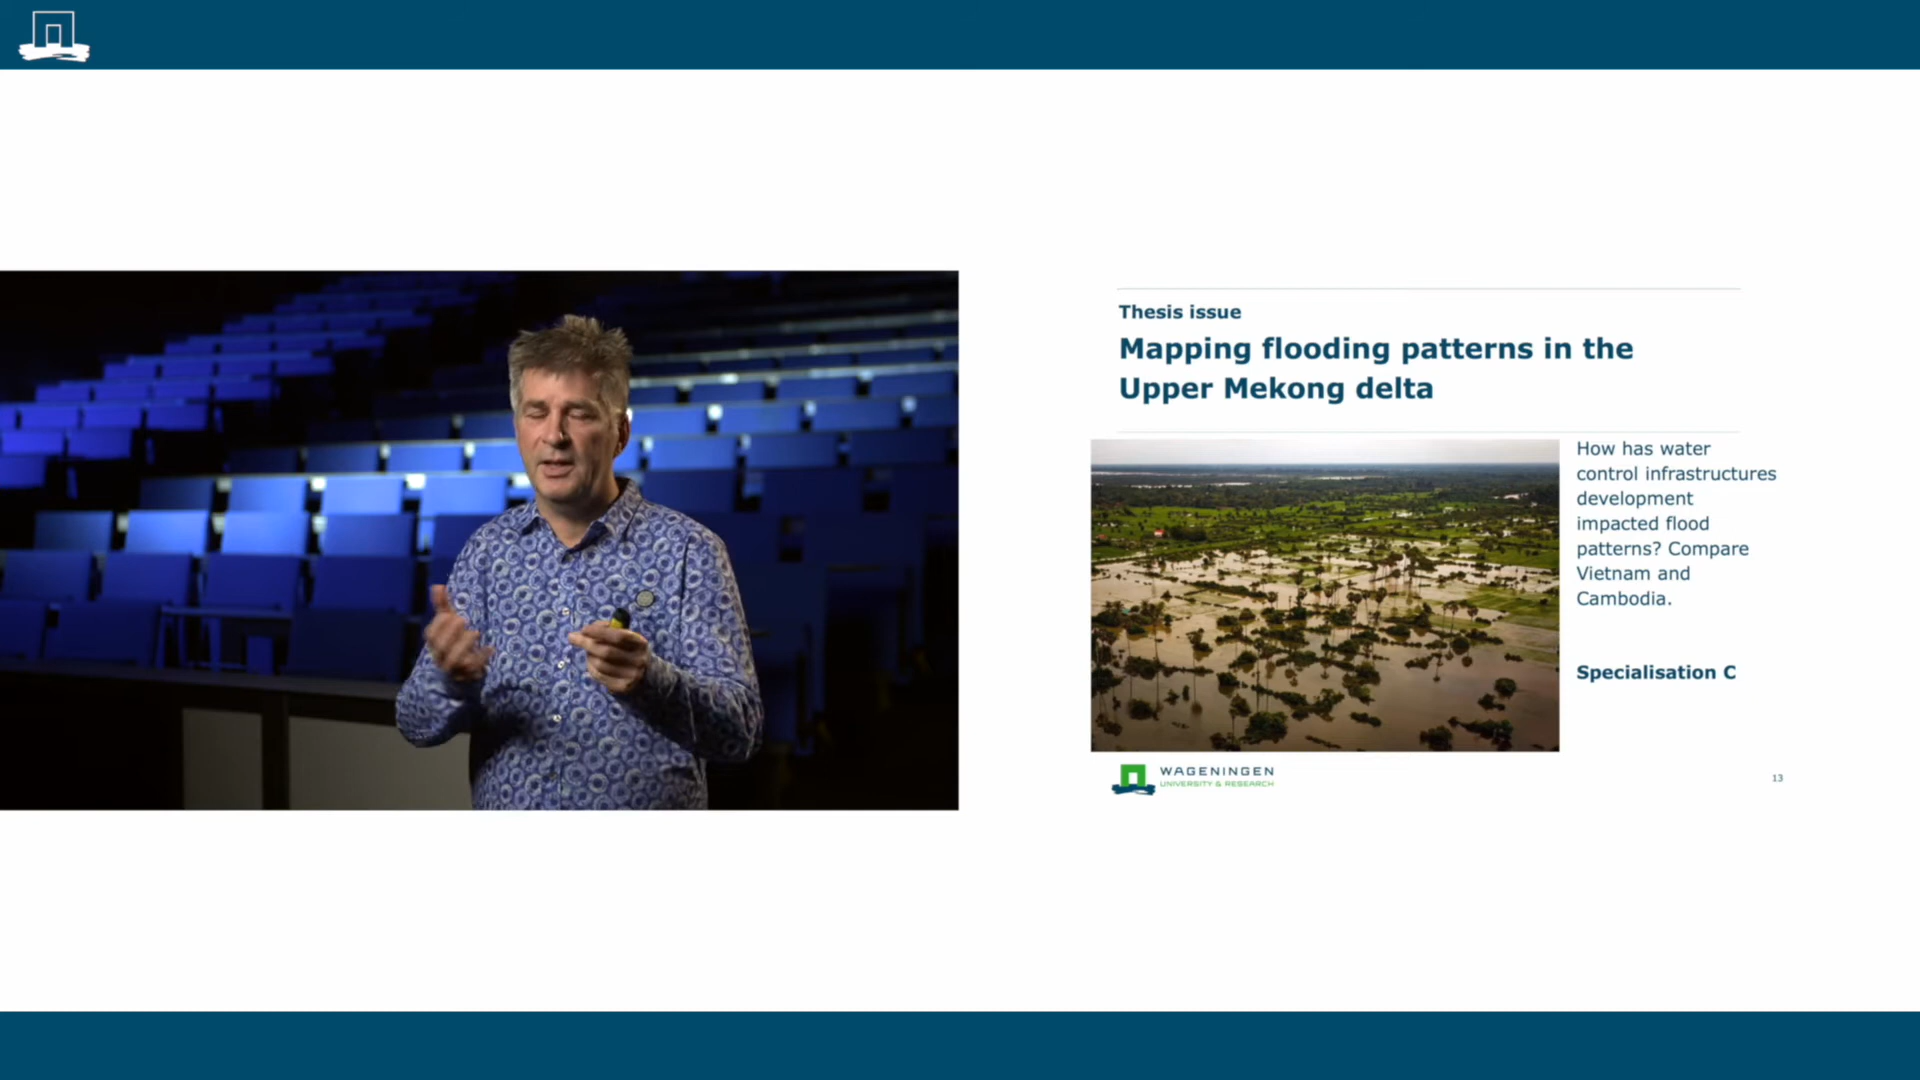 Thesis issue
Mapping flooding patterns in the
Upper Mekong delta
How has water
control infrastructures
development
impacted flood
patterns? Compare
Vietnam and
Cambodia.
Specialisation C
WAGENINGEN
UNIVERSITY & RESEARCH
13